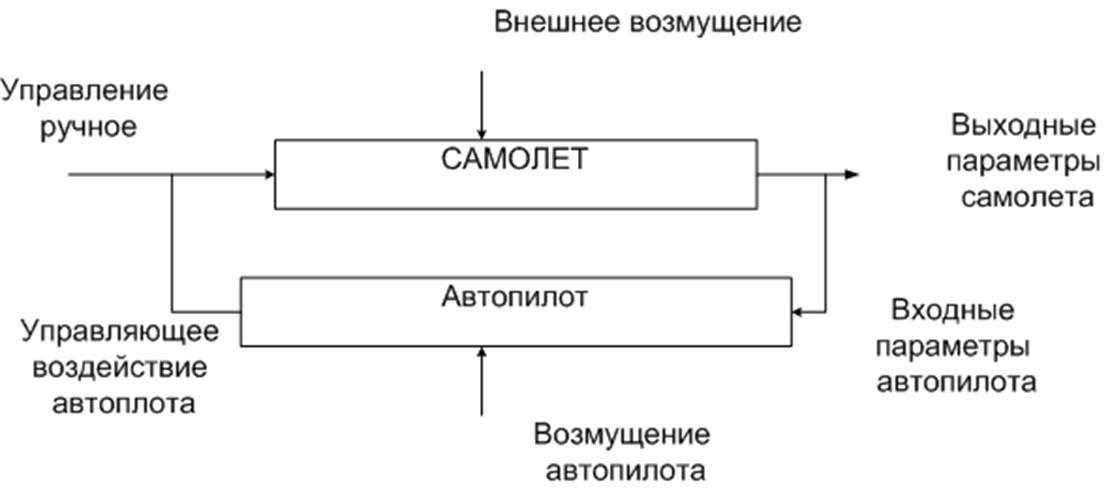 Внешнее возмущение
Управление
ручное
САМОЛЕТ
Выходные
параметры
самолета
Автопилот
Управляющее
воздействие
автоплота
Входные
параметры
автопилота
Возмущение
автопилота